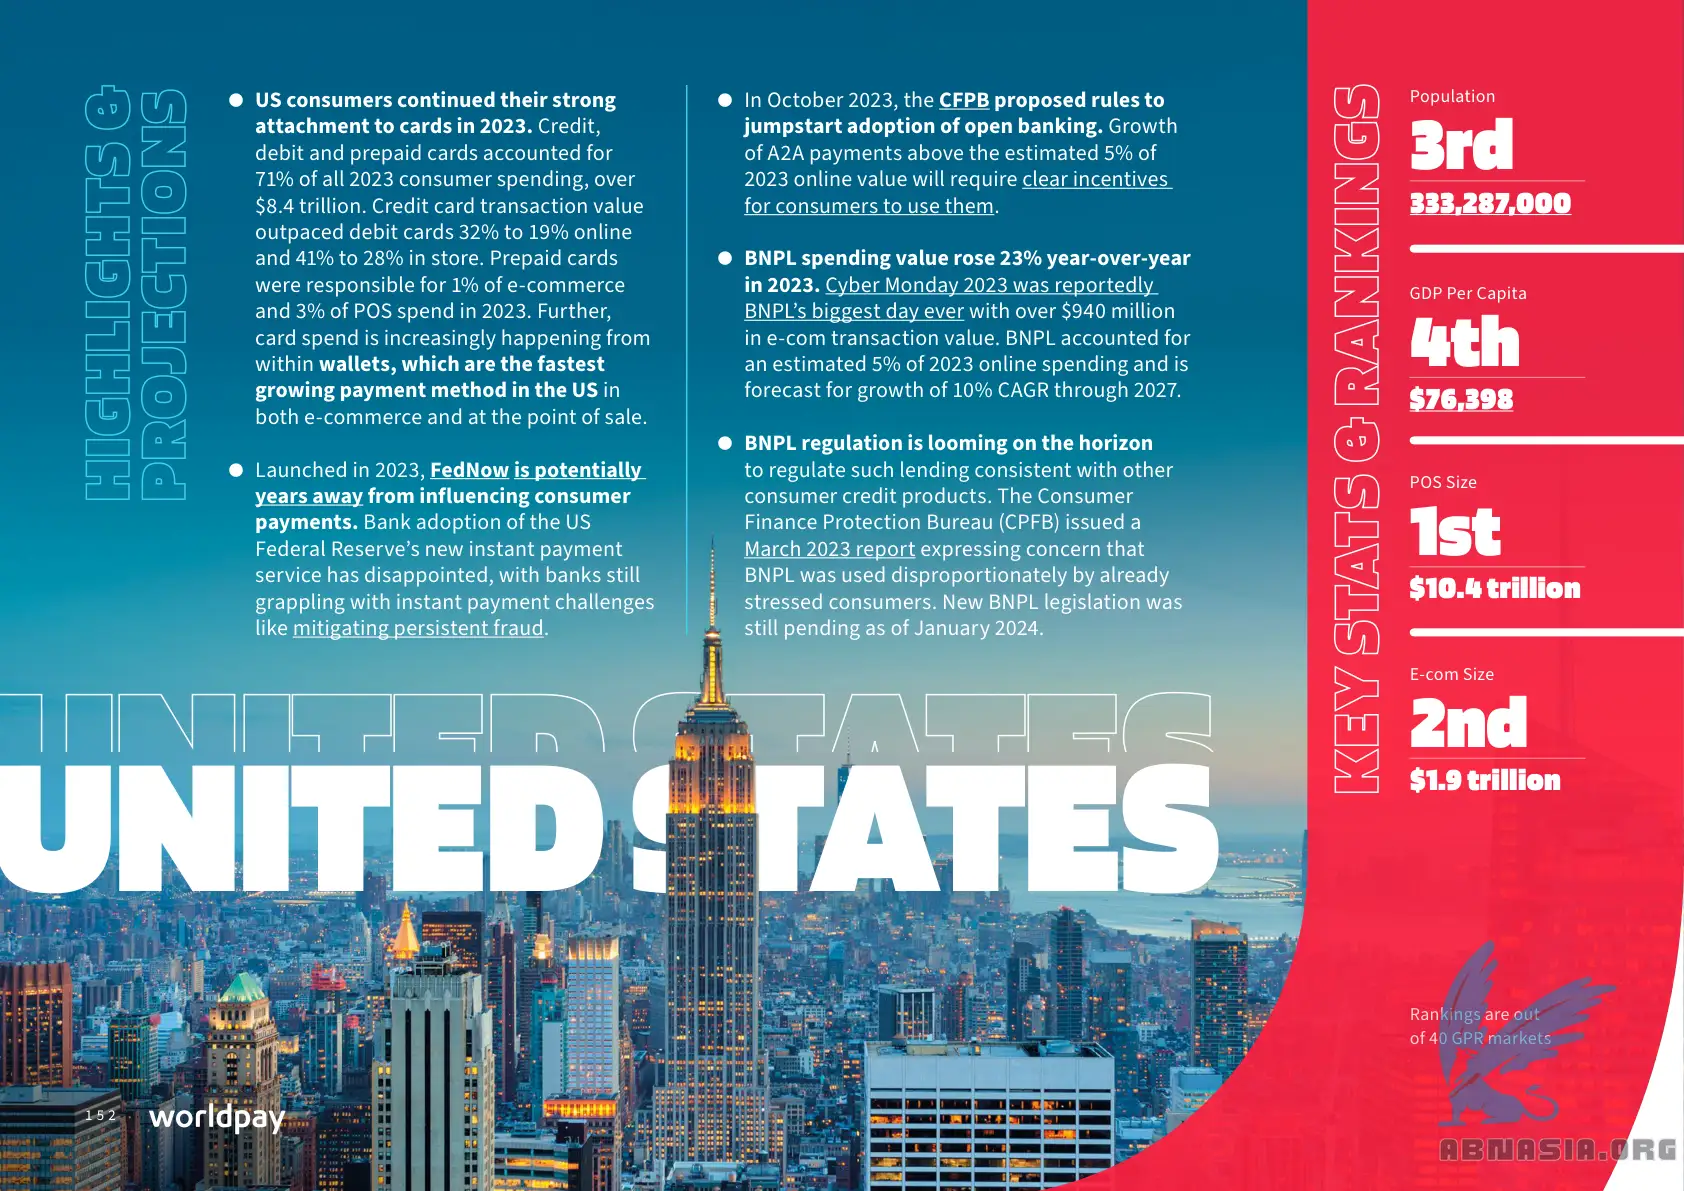 HIGHLIGHTS &
PROJECTIONS
US consumers continued their strong
attachment to cards in 2023. Credit,
debit and prepaid cards accounted for
71% of all 2023 consumer spending, over
$8.4 trillion. Credit card transaction value
outpaced debit cards 32% to 19% online
and 41% to 28% in store. Prepaid cards
were responsible for 1% of e-commerce
and 3% of POS spend in 2023. Further,
card spend is increasingly happening from
within wallets, which are the fastest
growing payment method in the US in
both e-commerce and at the point of sale.
Launched in 2023, FedNow is potentially
years away from influencing consumer
payments. Bank adoption of the US
Federal Reserve's new instant payment
service has disappointed, with banks still
grappling with instant payment challenges
like mitigating persistent fraud.
In October 2023, the CFPB proposed rules to
jumpstart adoption of open banking. Growth
of A2A payments above the estimated 5% of
2023 online value will require clear incentives
for consumers to use them.
BNPL spending value rose 23% year-over-year
in 2023. Cyber Monday 2023 was reportedly
BNPL's biggest day ever with over $940 million
in e-com transaction value. BNPL accounted for
an estimated 5% of 2023 online spending and is
forecast for growth of 10% CAGR through 2027.
BNPL regulation is looming on the horizon
to regulate such lending consistent with other
consumer credit products. The Consumer
Finance Protection Bureau (CPFB) issued a
March 2023 report expressing concern that
BNPL was used disproportionately by already
stressed consumers. New BNPL legislation was
still pending as of January 2024.
UNITED STATES
UNITED STATES
KEY STATS & RANKINGS
Population
3rd
333,287,000
GDP Per Capita
4th
$76,398
POS Size
1st
$10.4 trillion
E-com Size
2nd
$1.9 trillion
Rankings are out
of 40 GPR markets
152
worldpay
ABNASIA.ORG